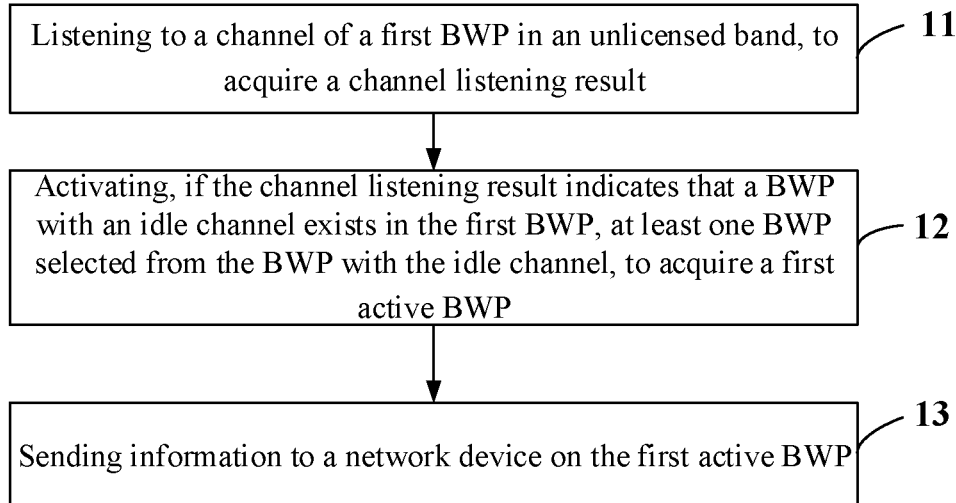 Listening to a channel of a first BWP in an unlicensed band, to
acquire a channel listening result
11
Activating, if the channel listening result indicates that a BWP
with an idle channel exists in the first BWP, at least one BWP
selected from the BWP with the idle channel, to acquire a first
active BWP
12
Sending information to a network device on the first active BWP
13